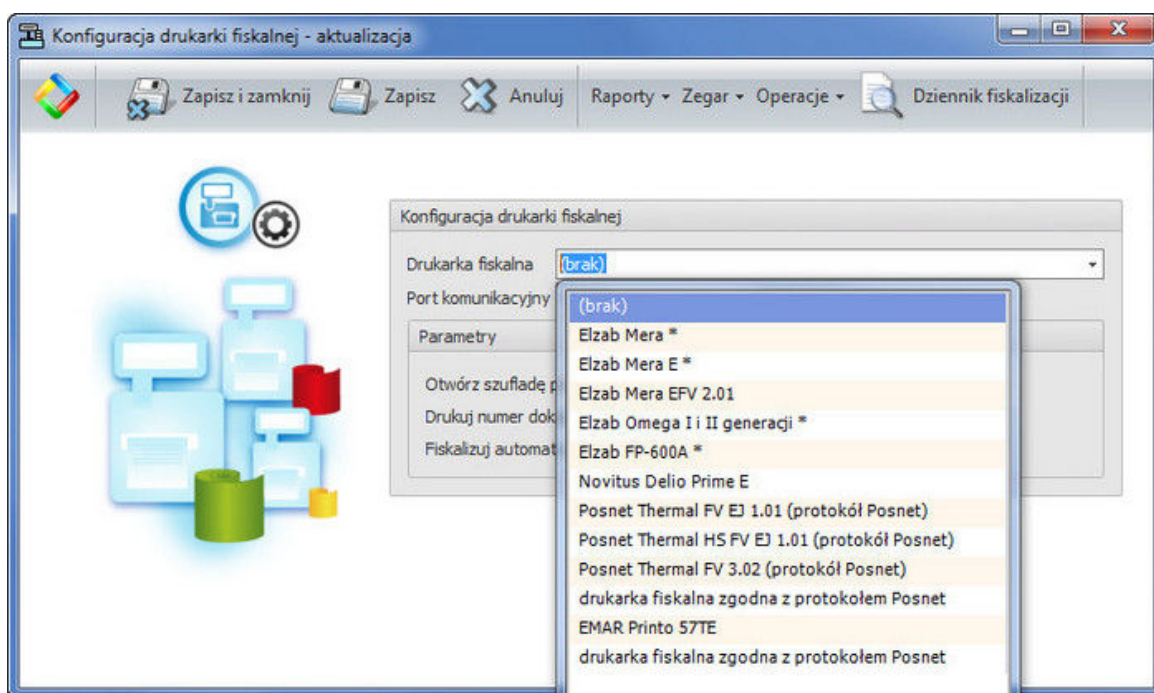 Konfiguracja drukarki fiskalnej - aktualizacja
Zapisz i zamknij Zapisz Anuluj Raporty Zegar Operacje Dziennik fiskalizacji
Konfiguracja drukarki fiskalnej
Drukarka fiskalna (brak)
Port komunikacyjny
(brak)
Parametry
Elzab Mera *
Elzab Mera E *
Otwórz szufladę
Elzab Mera EFV 2.01
Drukuj numer
Elzab Omega I i II generacji *
Fiskalizuj
Elzab FP-600A *
Novitus Delio Prime E
Posnet Thermal FV EJ 1.01 (protokół Posnet)
Posnet Thermal HS FV EJ 1.01 (protokół Posnet)
Posnet Thermal FV 3.02 (protokół Posnet)
drukarka fiskalna zgodna z protokołem Posnet
EMAR Printo 57TE
drukarka fiskalna zgodna z protokołem Posnet